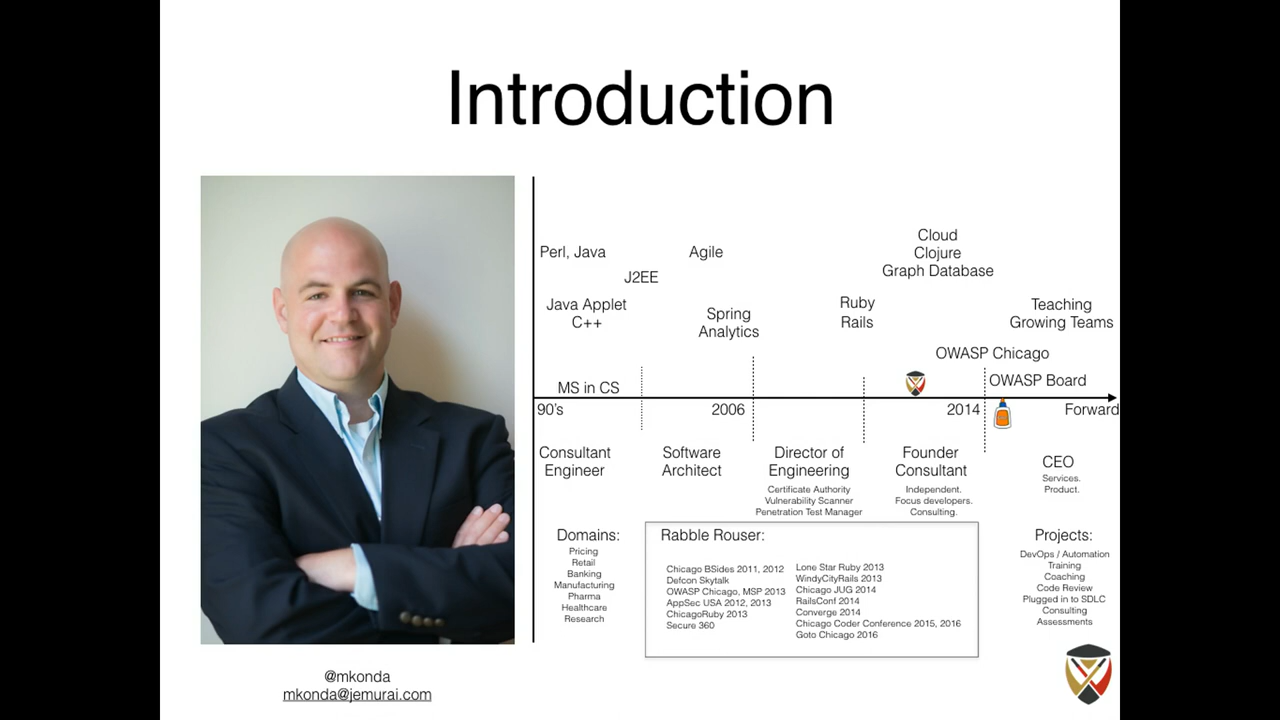 Introduction
Perl, Java
Agile
Cloud
Clojure
Graph Database
J2EE
Java Applet
C++
Spring
Analytics
Ruby
Rails
Teaching
Growing Teams
OWASP Chicago
MS in CS
OWASP Board
90's
2006
2014
Forward
Consultant
Engineer
Software
Architect
Director of
Engineering
Certificate Authority
Vulnerability Scanner
Penetration Test Manager
Founder
Consultant
Independent.
Focus developers.
Consulting.
CEO
Services.
Product.
Domains:
Pricing
Retail
Banking
Manufacturing
Pharma
Healthcare
Research
Rabble Rouser:
Chicago BSides 2011, 2012
Defcon Skytalk
OWASP Chicago, MSP 2013
AppSec USA 2012, 2013
ChicagoRuby 2013
Secure 360
Lone Star Ruby 2013
WindyCityRails 2013
Chicago JUG 2014
RailsConf 2014
Converge 2014
Chicago Coder Conference 2015, 2016
Goto Chicago 2016
Projects:
DevOps / Automation
Training
Coaching
Code Review
Plugged in to SDLC
Consulting
Assessments
@mkonda
mkonda@jemurai.com